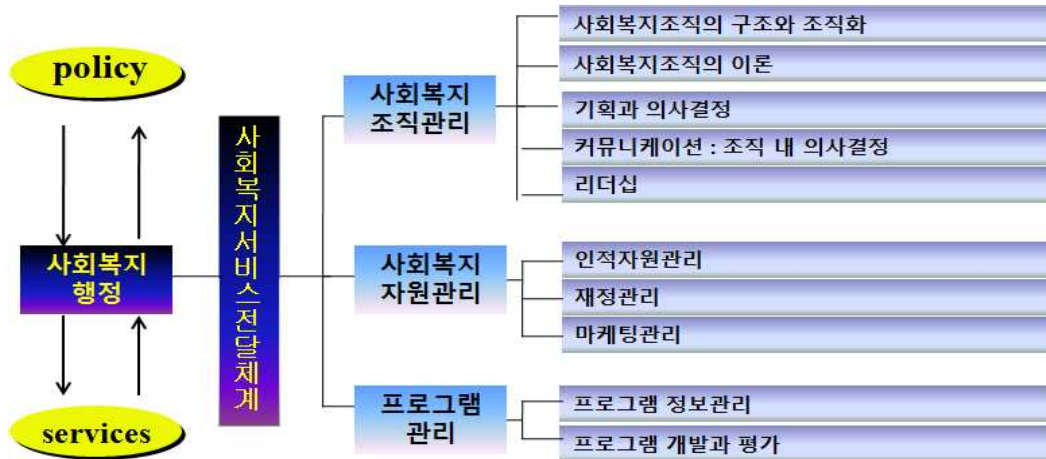 policy
사회복지
행정
services
사회복지서비스전달체계
사회복지
조직관리
사회복지조직의 구조와 조직화
사회복지조직의 이론
기획과 의사결정
커뮤니케이션 : 조직 내 의사결정
리더십
사회복지
자원관리
인적자원관리
재정관리
마케팅관리
프로그램
관리
프로그램 정보관리
프로그램 개발과 평가